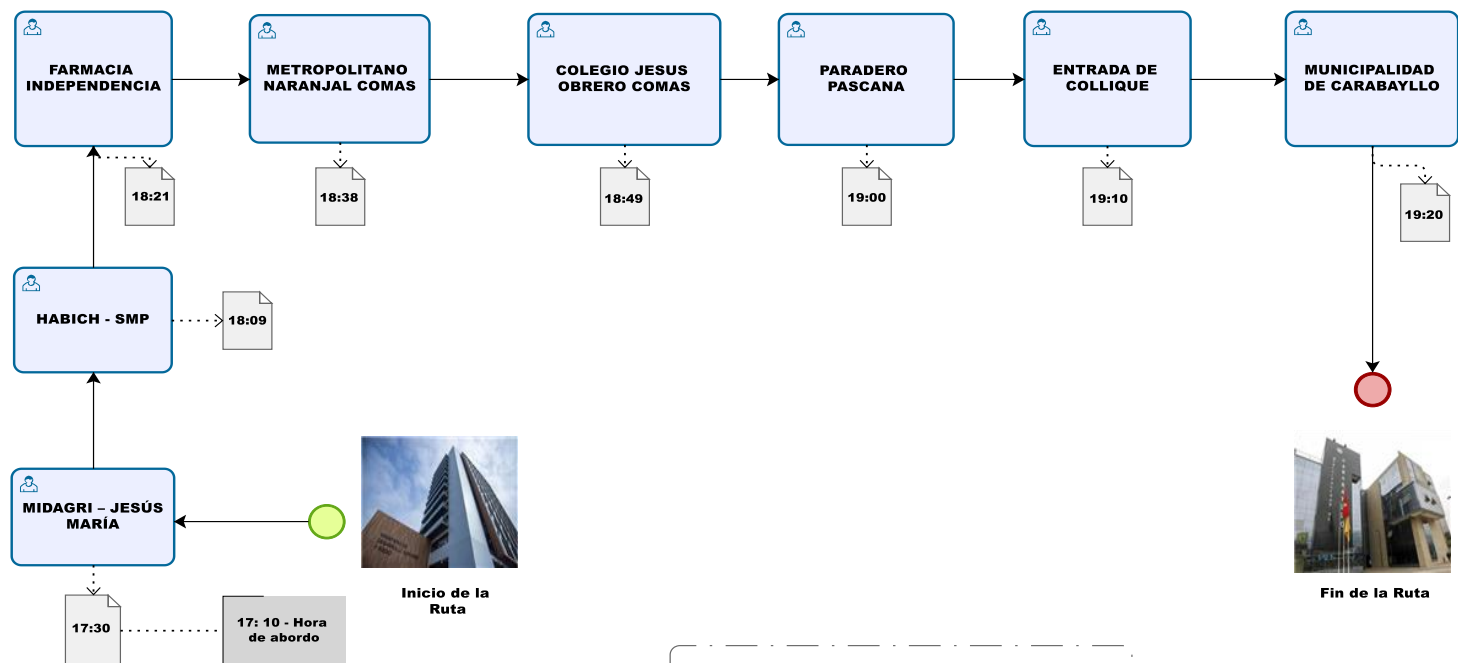 FARMACIA
INDEPENDENCIA
METROPOLITANO
NARANJAL COMAS
COLEGIO JESUS
OBRERO COMAS
PARADERO
PASCANA
ENTRADA DE
COLLIQUE
MUNICIPALIDAD
DE CARABAYLLO
18:21
18:38
18:49
19:00
19:10
19:20
HABICH - SMP
18:09
MIDAGRI – JESÚS
MARÍA
Inicio de la
Ruta
Fin de la Ruta
17:30
17: 10 - Hora
de abordo